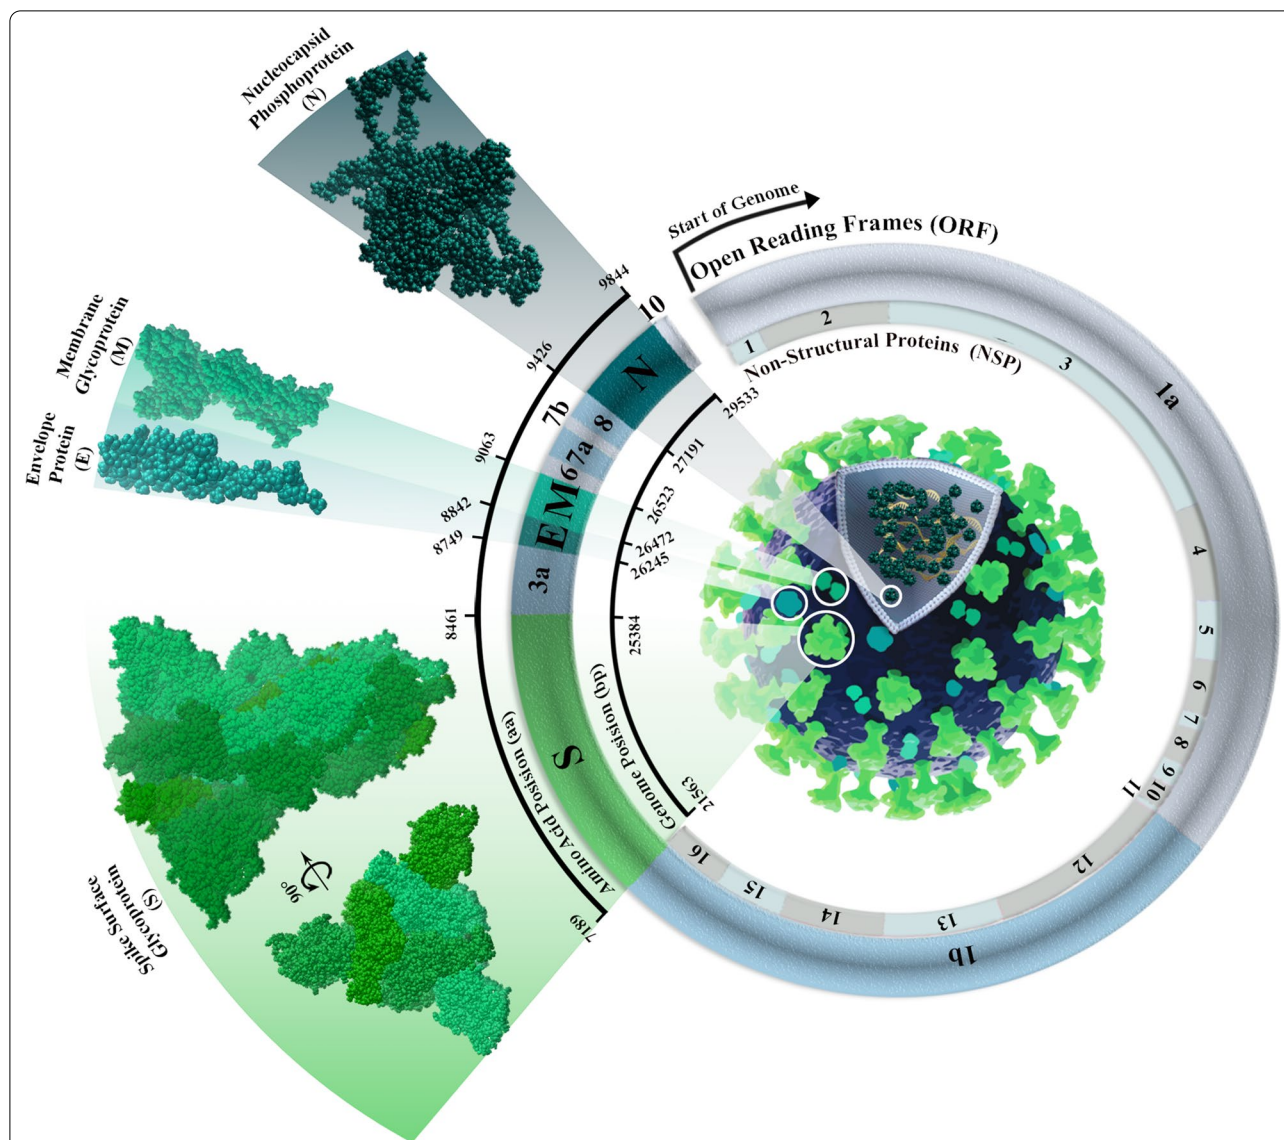 Nucleocapsid
Phosphoprotein
(N)
Membrane
Glycoprotein
(M)
Envelope
Protein
(E)
Spike Surface
Glycoprotein
(S)
90°
Start of Genome
Open Reading Frames (ORF)
Non-Structural Proteins (NSP)
1a
1b
1
2
3
4
5
6
7
8
9
10
11
12
13
14
15
16
S
3a
E
M
6
7a
7b
8
N
10
Amino Acid Posision (aa)
7189
8461
8749
8842
9063
9426
9844
Genome Posision (bp)
21563
25384
26245
26472
26523
27191
29533